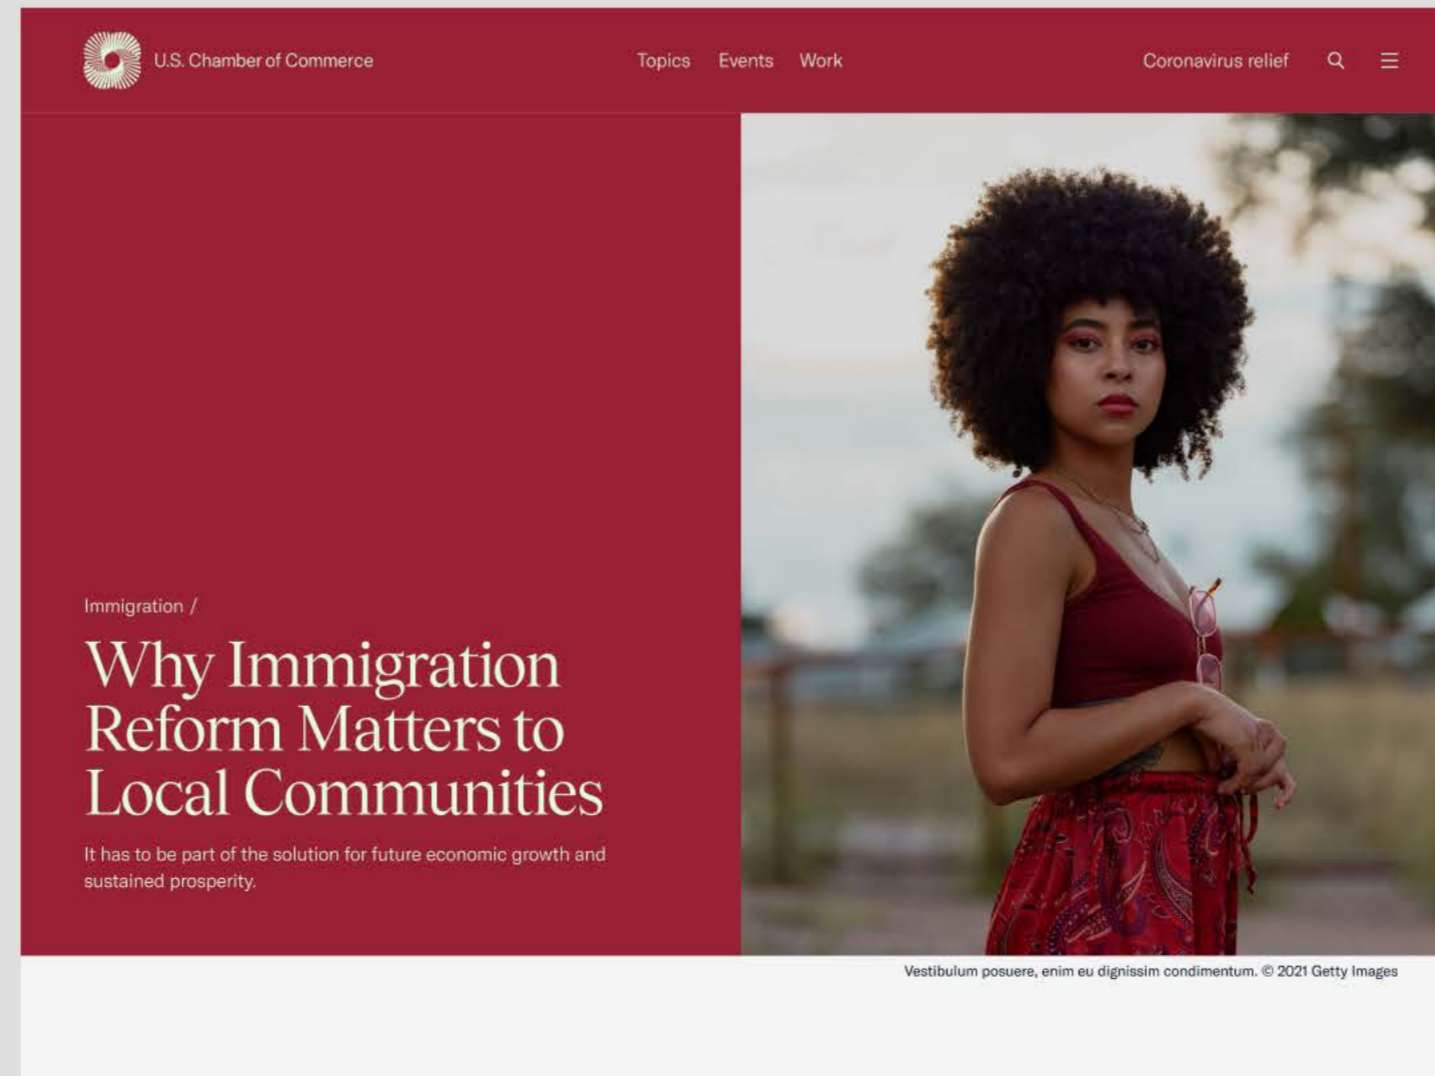 U.S. Chamber of Commerce
Topics Events Work
Coronavirus relief
Immigration /
Why Immigration
Reform Matters to
Local Communities
It has to be part of the solution for future economic growth and
sustained prosperity.
Vestibulum posuere, enim eu dignissim condimentum. © 2021 Getty Images